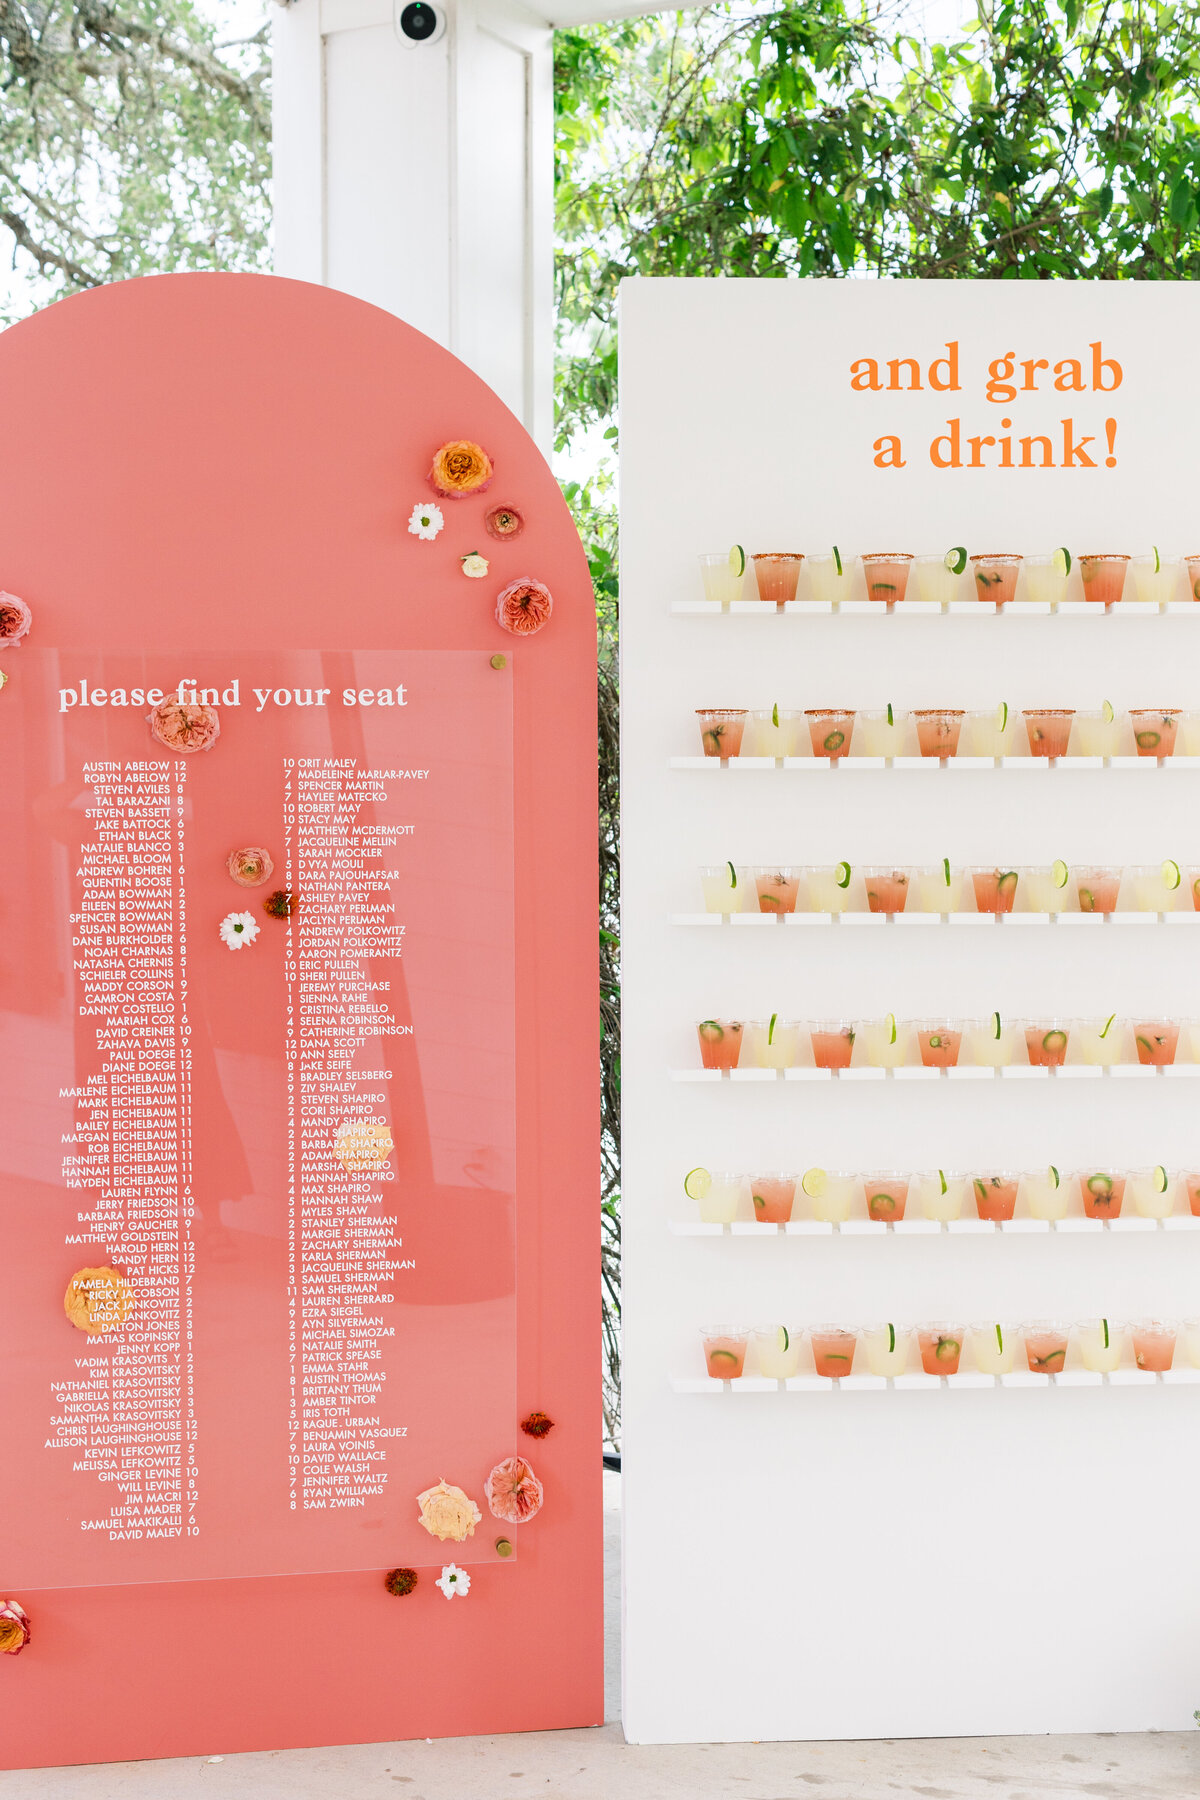 please find your seat
AUSTIN ABELOW 12
ROBYN ABELOW 12
STEVEN AVILES 8
TAL BARAZANI 8
STEVEN BASSETT 9
JAKE BATTOCK 6
ETHAN BLACK 9
NATALIE BLANCO 3
MICHAEL BLOOM 1
ANDREW BOHREN 6
QUENTIN BOOSE 1
ADAM BOWMAN 2
EILEEN BOWMAN 2
SPENCER BOWMAN 3
SUSAN BOWMAN 2
DANE BURKHOLDER 6
NOAH CHARNAS 8
NATASHA CHERNIS 5
SCHIELER COLLINS 1
MADDY CORSON 9
CAMRON COSTA 7
DANNY COSTELLO 1
MARIAH COX 6
DAVID CREINER 10
ZAHAVA DAVIS 9
PAUL DOEGE 12
DIANE DOEGE 12
MEL EICHELBAUM 11
MARLENE EICHELBAUM 11
MARK EICHELBAUM 11
JEN EICHELBAUM 11
BAILEY EICHELBAUM 11
MAEGAN EICHELBAUM 11
ROB EICHELBAUM 11
JENNIFER EICHELBAUM 11
HANNAH EICHELBAUM 11
HAYDEN EICHELBAUM 11
LAUREN FLYNN 6
JERRY FRIEDSON 10
BARBARA FRIEDSON 10
HENRY GAUCHER 9
MATTHEW GOLDSTEIN 1
HAROLD HERN 12
SANDY HERN 12
PAT HICKS 12
PAMELA HILDEBRAND 7
RICKY JACOBSON 5
JACK JANKOVITZ 2
LINDA JANKOVITZ 2
DALTON JONES 3
MATIAS KOPINSKY 8
JENNY KOPP 1
VADIM KRASOVITS Y 2
KIM KRASOVITSKY 2
NATHANIEL KRASOVITSKY 3
GABRIELLA KRASOVITSKY 3
NIKOLAS KRASOVITSKY 3
SAMANTHA KRASOVITSKY 3
CHRIS LAUGHINGHOUSE 12
ALLISON LAUGHINGHOUSE 12
KEVIN LEFKOWITZ 5
MELISSA LEFKOWITZ 5
GINGER LEVINE 10
WILL LEVINE 8
JIM MACRI 12
LUISA MADER 7
SAMUEL MAKIKALLI 6
DAVID MALEV 10
10 ORIT MALEV
7 MADELEINE MARLAR-PAVEY
4 SPENCER MARTIN
7 HAYLEE MATECKO
10 ROBERT MAY
10 STACY MAY
7 MATTHEW MCDERMOTT
7 JACQUELINE MELLIN
1 SARAH MOCKLER
5 D VYA MOULI
8 DARA PAJOUHAFSAR
9 NATHAN PANTERA
7 ASHLEY PAVEY
1 ZACHARY PERLMAN
1 JACLYN PERLMAN
4 ANDREW POLKOWITZ
4 JORDAN POLKOWITZ
9 AARON POMERANTZ
10 ERIC PULLEN
10 SHERI PULLEN
1 JEREMY PURCHASE
1 SIENNA RAHE
9 CRISTINA REBELLO
4 SELENA ROBINSON
9 CATHERINE ROBINSON
12 DANA SCOTT
10 ANN SEELY
8 JAKE SEIFE
5 BRADLEY SELSBERG
9 ZIV SHALEV
2 STEVEN SHAPIRO
2 CORI SHAPIRO
4 MANDY SHAPIRO
2 ALAN SHAPIRO
2 BARBARA SHAPIRO
2 ADAM SHAPIRO
2 MARSHA SHAPIRO
4 HANNAH SHAPIRO
4 MAX SHAPIRO
5 HANNAH SHAW
5 MYLES SHAW
2 STANLEY SHERMAN
2 MARGIE SHERMAN
2 ZACHARY SHERMAN
2 KARLA SHERMAN
3 JACQUELINE SHERMAN
3 SAMUEL SHERMAN
11 SAM SHERMAN
4 LAUREN SHERRARD
9 EZRA SIEGEL
2 AYN SILVERMAN
5 MICHAEL SIMOZAR
6 NATALIE SMITH
7 PATRICK SPEASE
1 EMMA STAHR
8 AUSTIN THOMAS
1 BRITTANY THUM
3 AMBER TINTOR
5 IRIS TOTH
12 RAQUE . URBAN
7 BENJAMIN VASQUEZ
9 LAURA VOINIS
10 DAVID WALLACE
3 COLE WALSH
7 JENNIFER WALTZ
6 RYAN WILLIAMS
8 SAM ZWIRN
and grab
a drink!